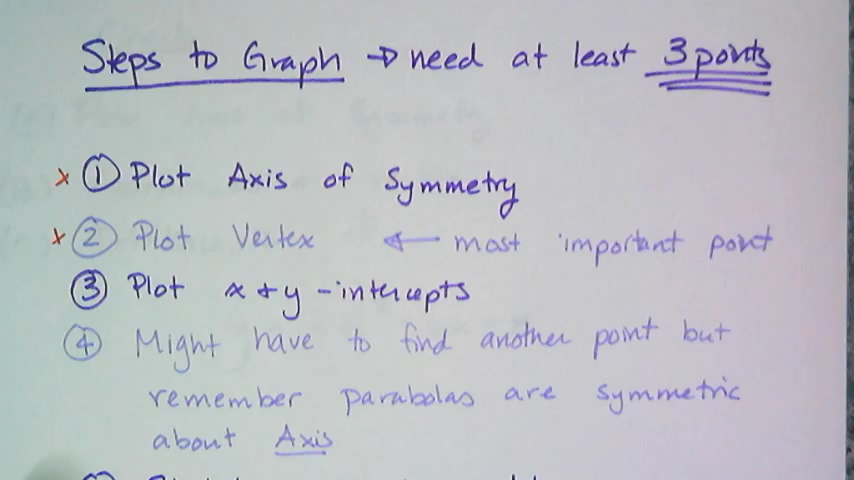 Steps to Graph → need at least 3 points
x ① Plot Axis of Symmetry
x ② Plot Vertex ← most important point
③ Plot x + y - intercepts
④ Might have to find another point but
remember parabolas are symmetric
about Axis